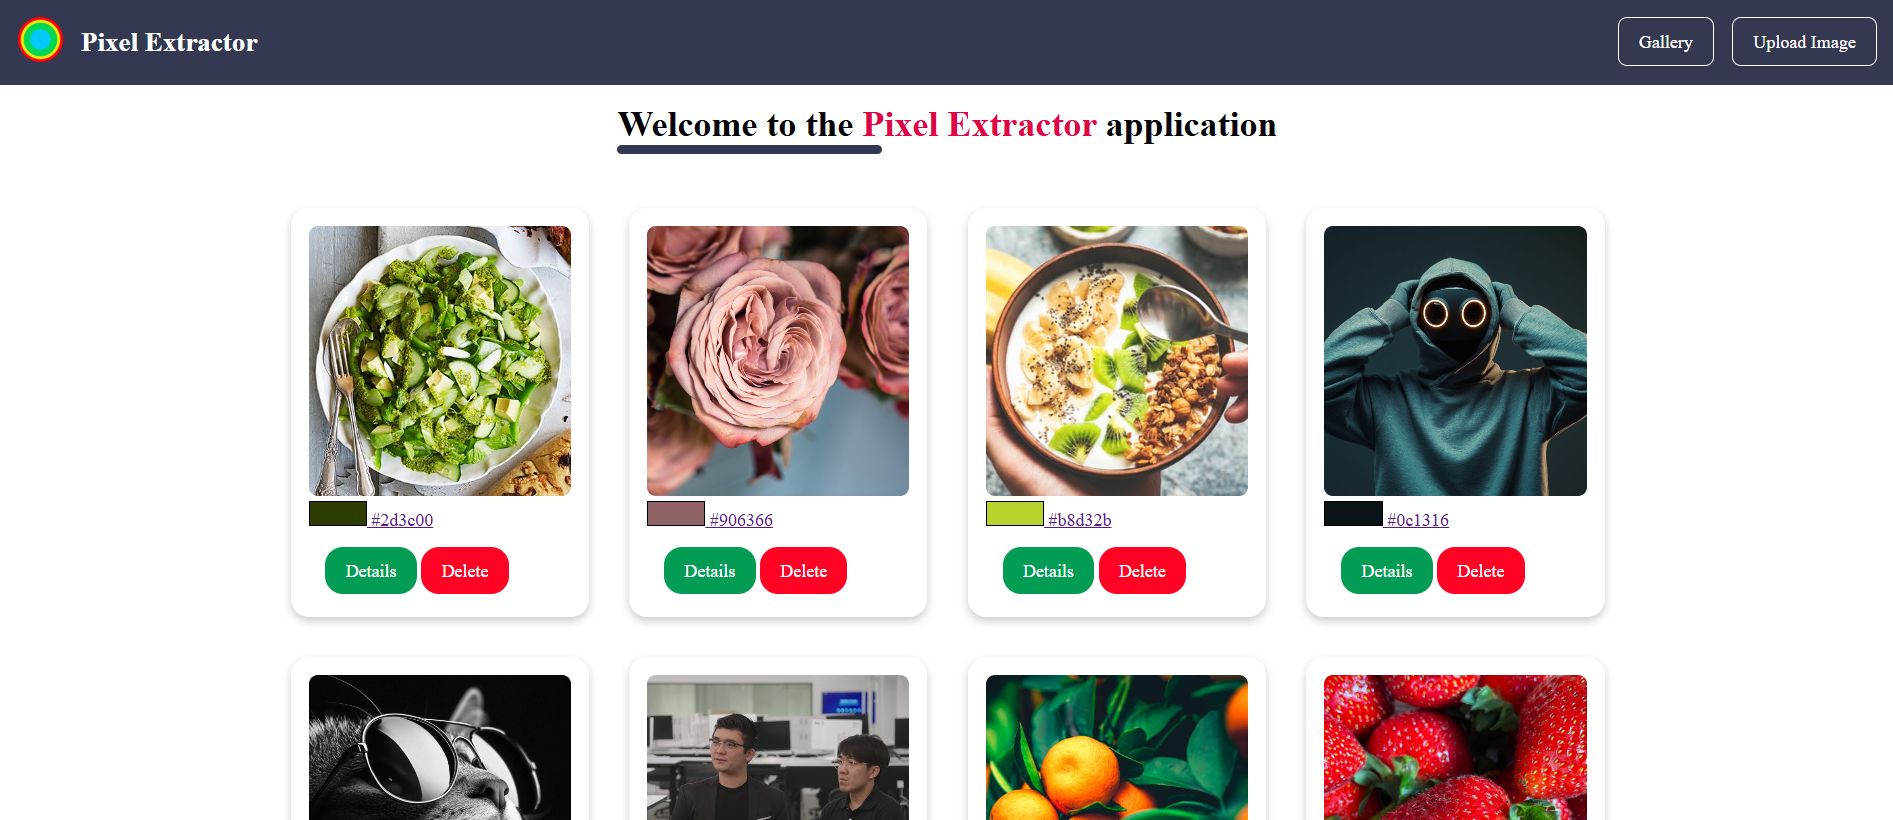 Pixel Extractor
Gallery
Upload Image
Welcome to the Pixel Extractor application
#2d3c00
#906366
#b8d32b
#0c1316
Details
Delete
Details
Delete
Details
Delete
Details
Delete